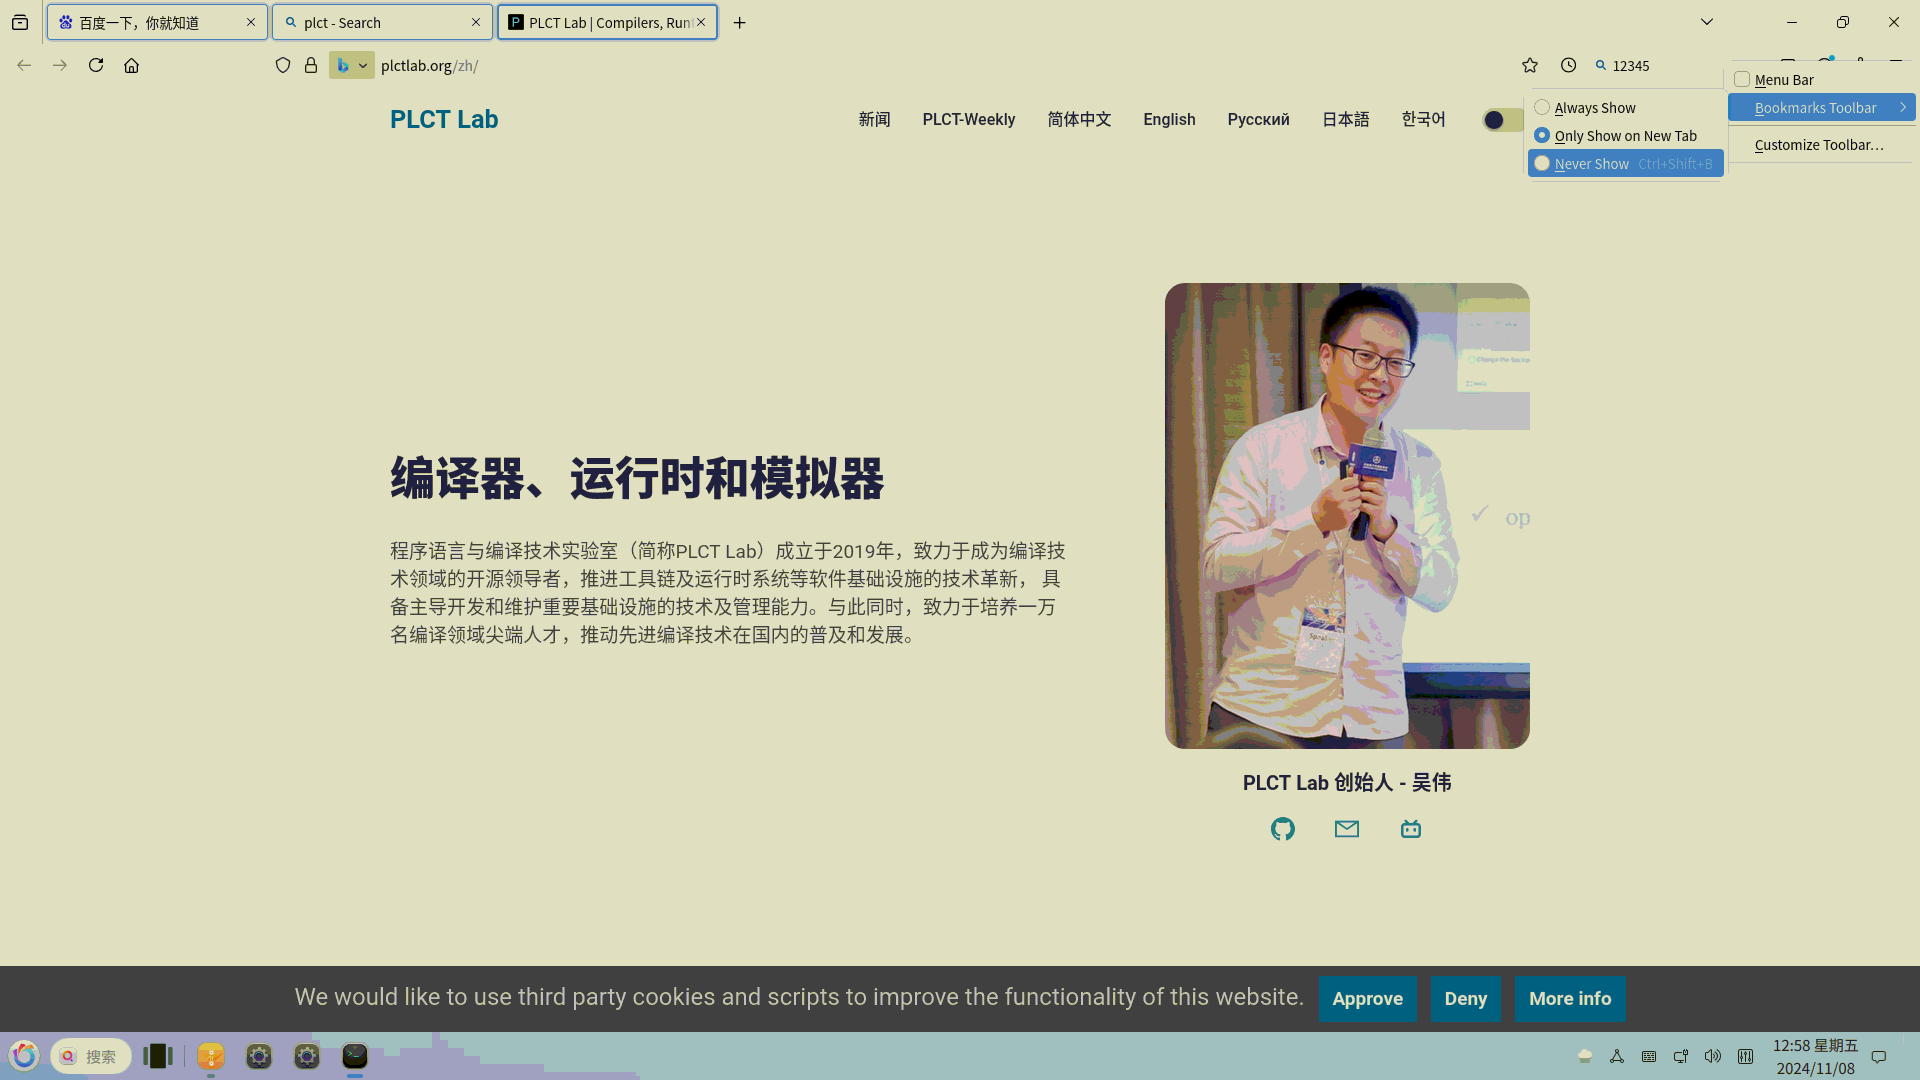 百度一下，你就知道
plct - Search
PLCT Lab | Compilers, Run
plctlab.org/zh/
12345
Menu Bar
Bookmarks Toolbar
Customize Toolbar…
Always Show
Only Show on New Tab
Never Show Ctrl+Shift+B
PLCT Lab
新闻
PLCT-Weekly
简体中文
English
Русский
日本語
한국어
编译器、运行时和模拟器
程序语言与编译技术实验室（简称PLCT Lab）成立于2019年，致力于成为编译技
术领域的开源领导者，推进工具链及运行时系统等软件基础设施的技术革新， 具
备主导开发和维护重要基础设施的技术及管理能力。与此同时，致力于培养一万
名编译领域尖端人才，推动先进编译技术在国内的普及和发展。
op
PLCT Lab 创始人 - 吴伟
We would like to use third party cookies and scripts to improve the functionality of this website.
Approve
Deny
More info
搜索
12:58 星期五
2024/11/08